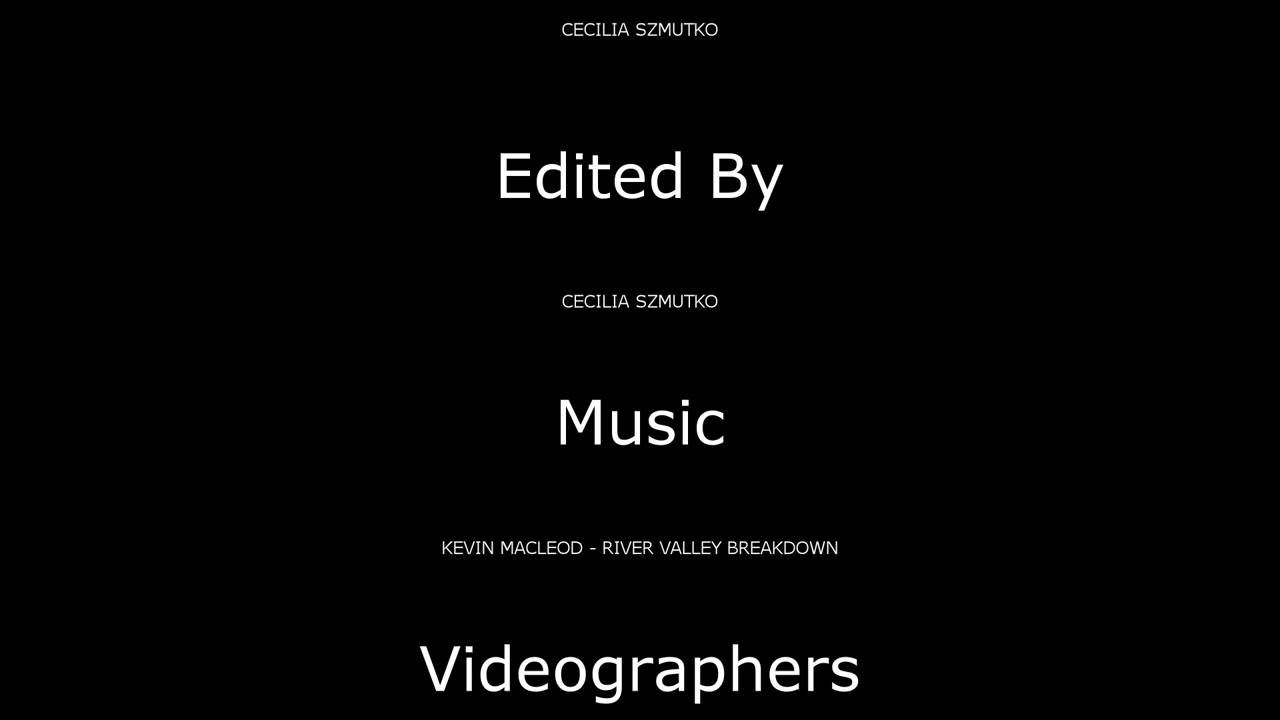 CECILIA SZMUTKO
Edited By
CECILIA SZMUTKO
Music
KEVIN MACLEOD - RIVER VALLEY BREAKDOWN
Videographers